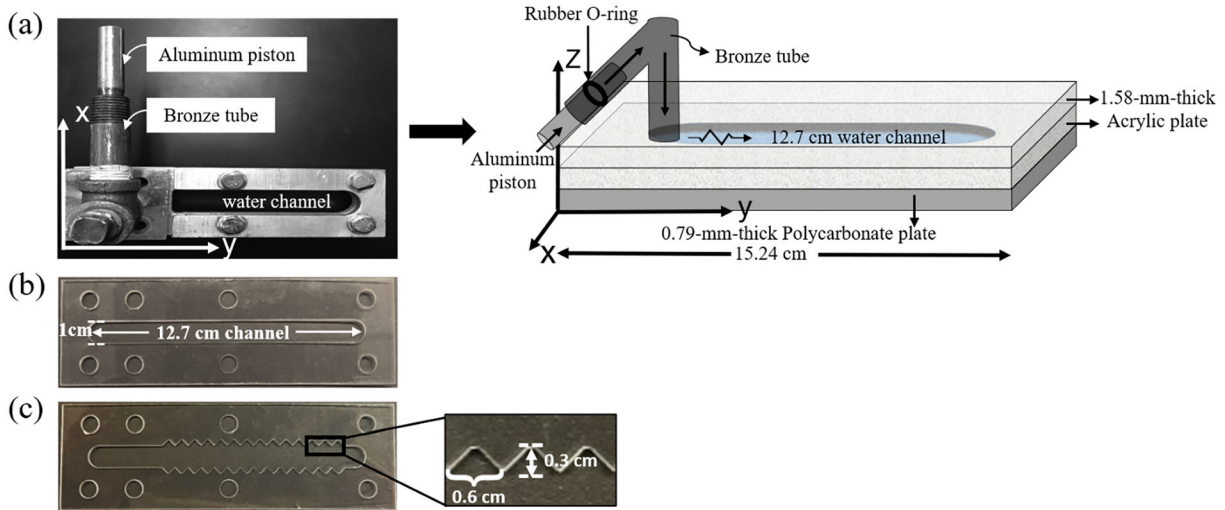 (a)
Aluminum piston
Bronze tube
X
y
water channel
Rubber O-ring
Z
Bronze tube
1.58-mm-thick
Acrylic plate
12.7 cm water channel
Aluminum
piston
y
X
0.79-mm-thick Polycarbonate plate
15.24 cm
(b)
1cm
12.7 cm channel
(c)
0.3 cm
0.6 cm